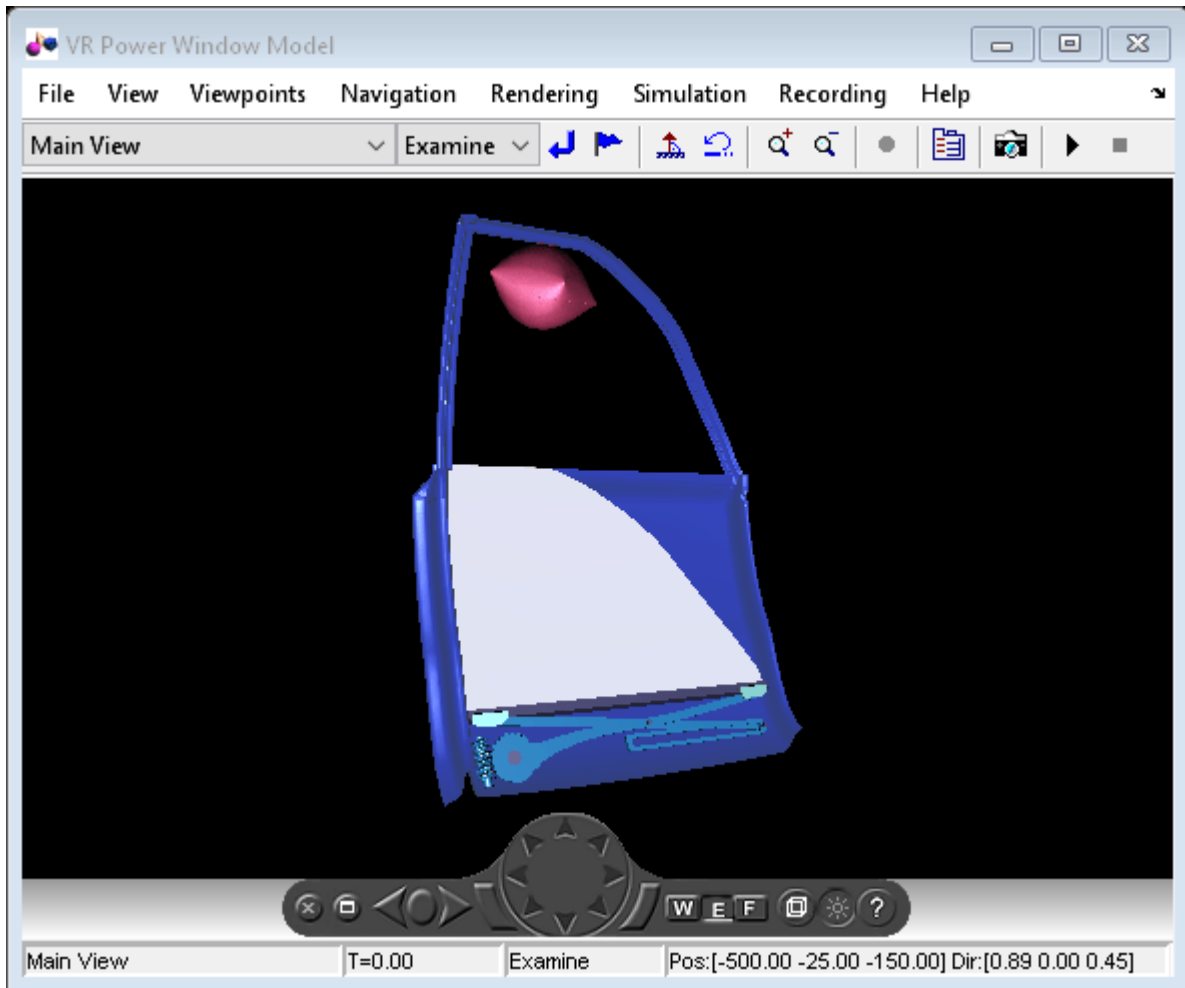 VR Power Window Model
File View Viewpoints Navigation Rendering Simulation Recording Help
Main View Examine
W E F ?
Main View T=0.00 Examine Pos:[-500.00 -25.00 -150.00] Dir:[0.89 0.00 0.45]